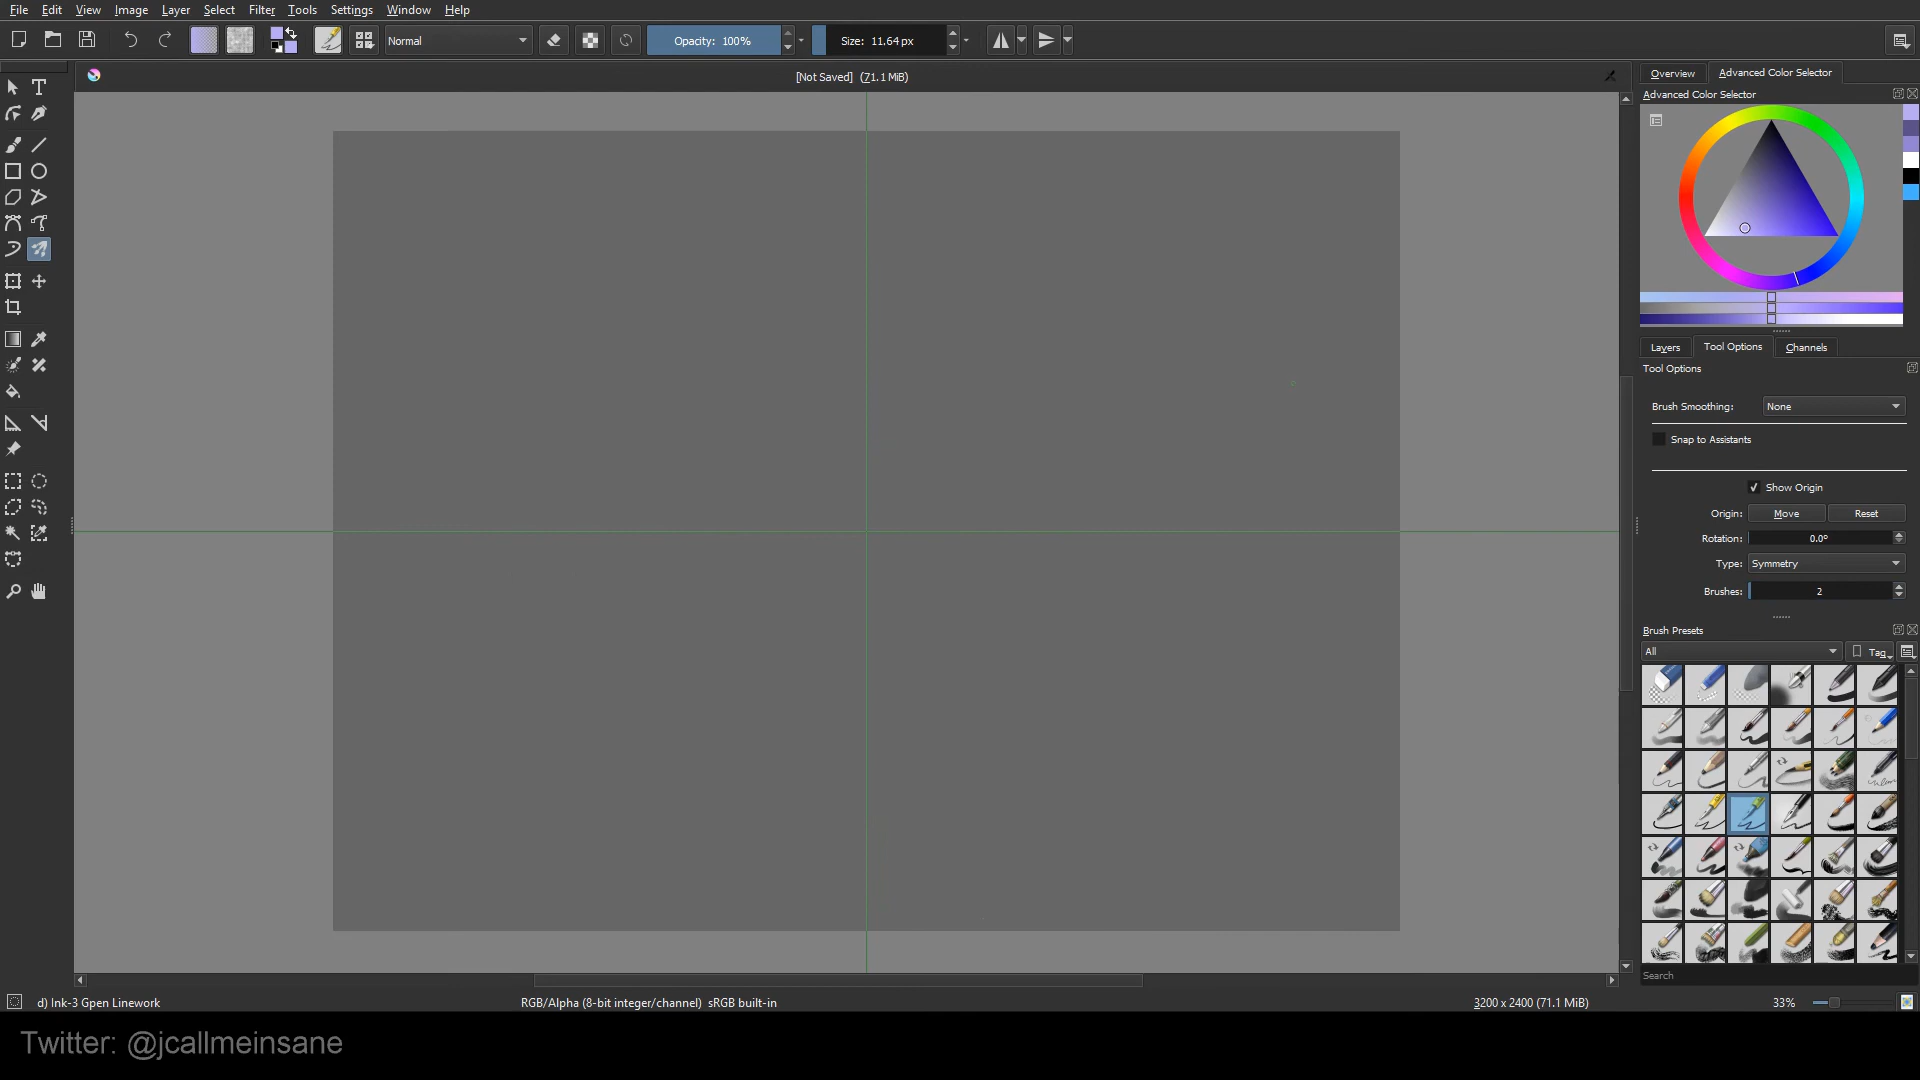 File Edit View Image Layer Select Filter Tools Settings Window Help
Normal Opacity: 100% Size: 11.64 px
[Not Saved] (71.1 MiB)
Overview Advanced Color Selector
Advanced Color Selector
Layers Tool Options Channels
Tool Options
Brush Smoothing: None
Snap to Assistants
Show Origin
Origin: Move Reset
Rotation: 0.0º
Type: Symmetry
Brushes: 2
Brush Presets
All Tag
Search
d) Ink-3 Gpen Linework RGB/Alpha (8-bit integer/channel) sRGB built-in 3200 x 2400 (71.1 MiB) 33%
Twitter: @jcallmeinsane